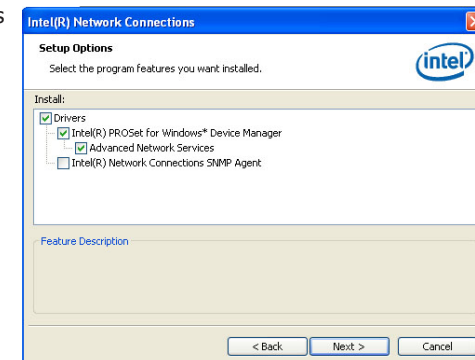 s
Intel(R) Network Connections
Setup Options
Select the program features you want installed.
intel
Install:
Drivers
Intel(R) PROSet for Windows* Device Manager
Advanced Network Services
Intel(R) Network Connections SNMP Agent
Feature Description
< Back Next > Cancel